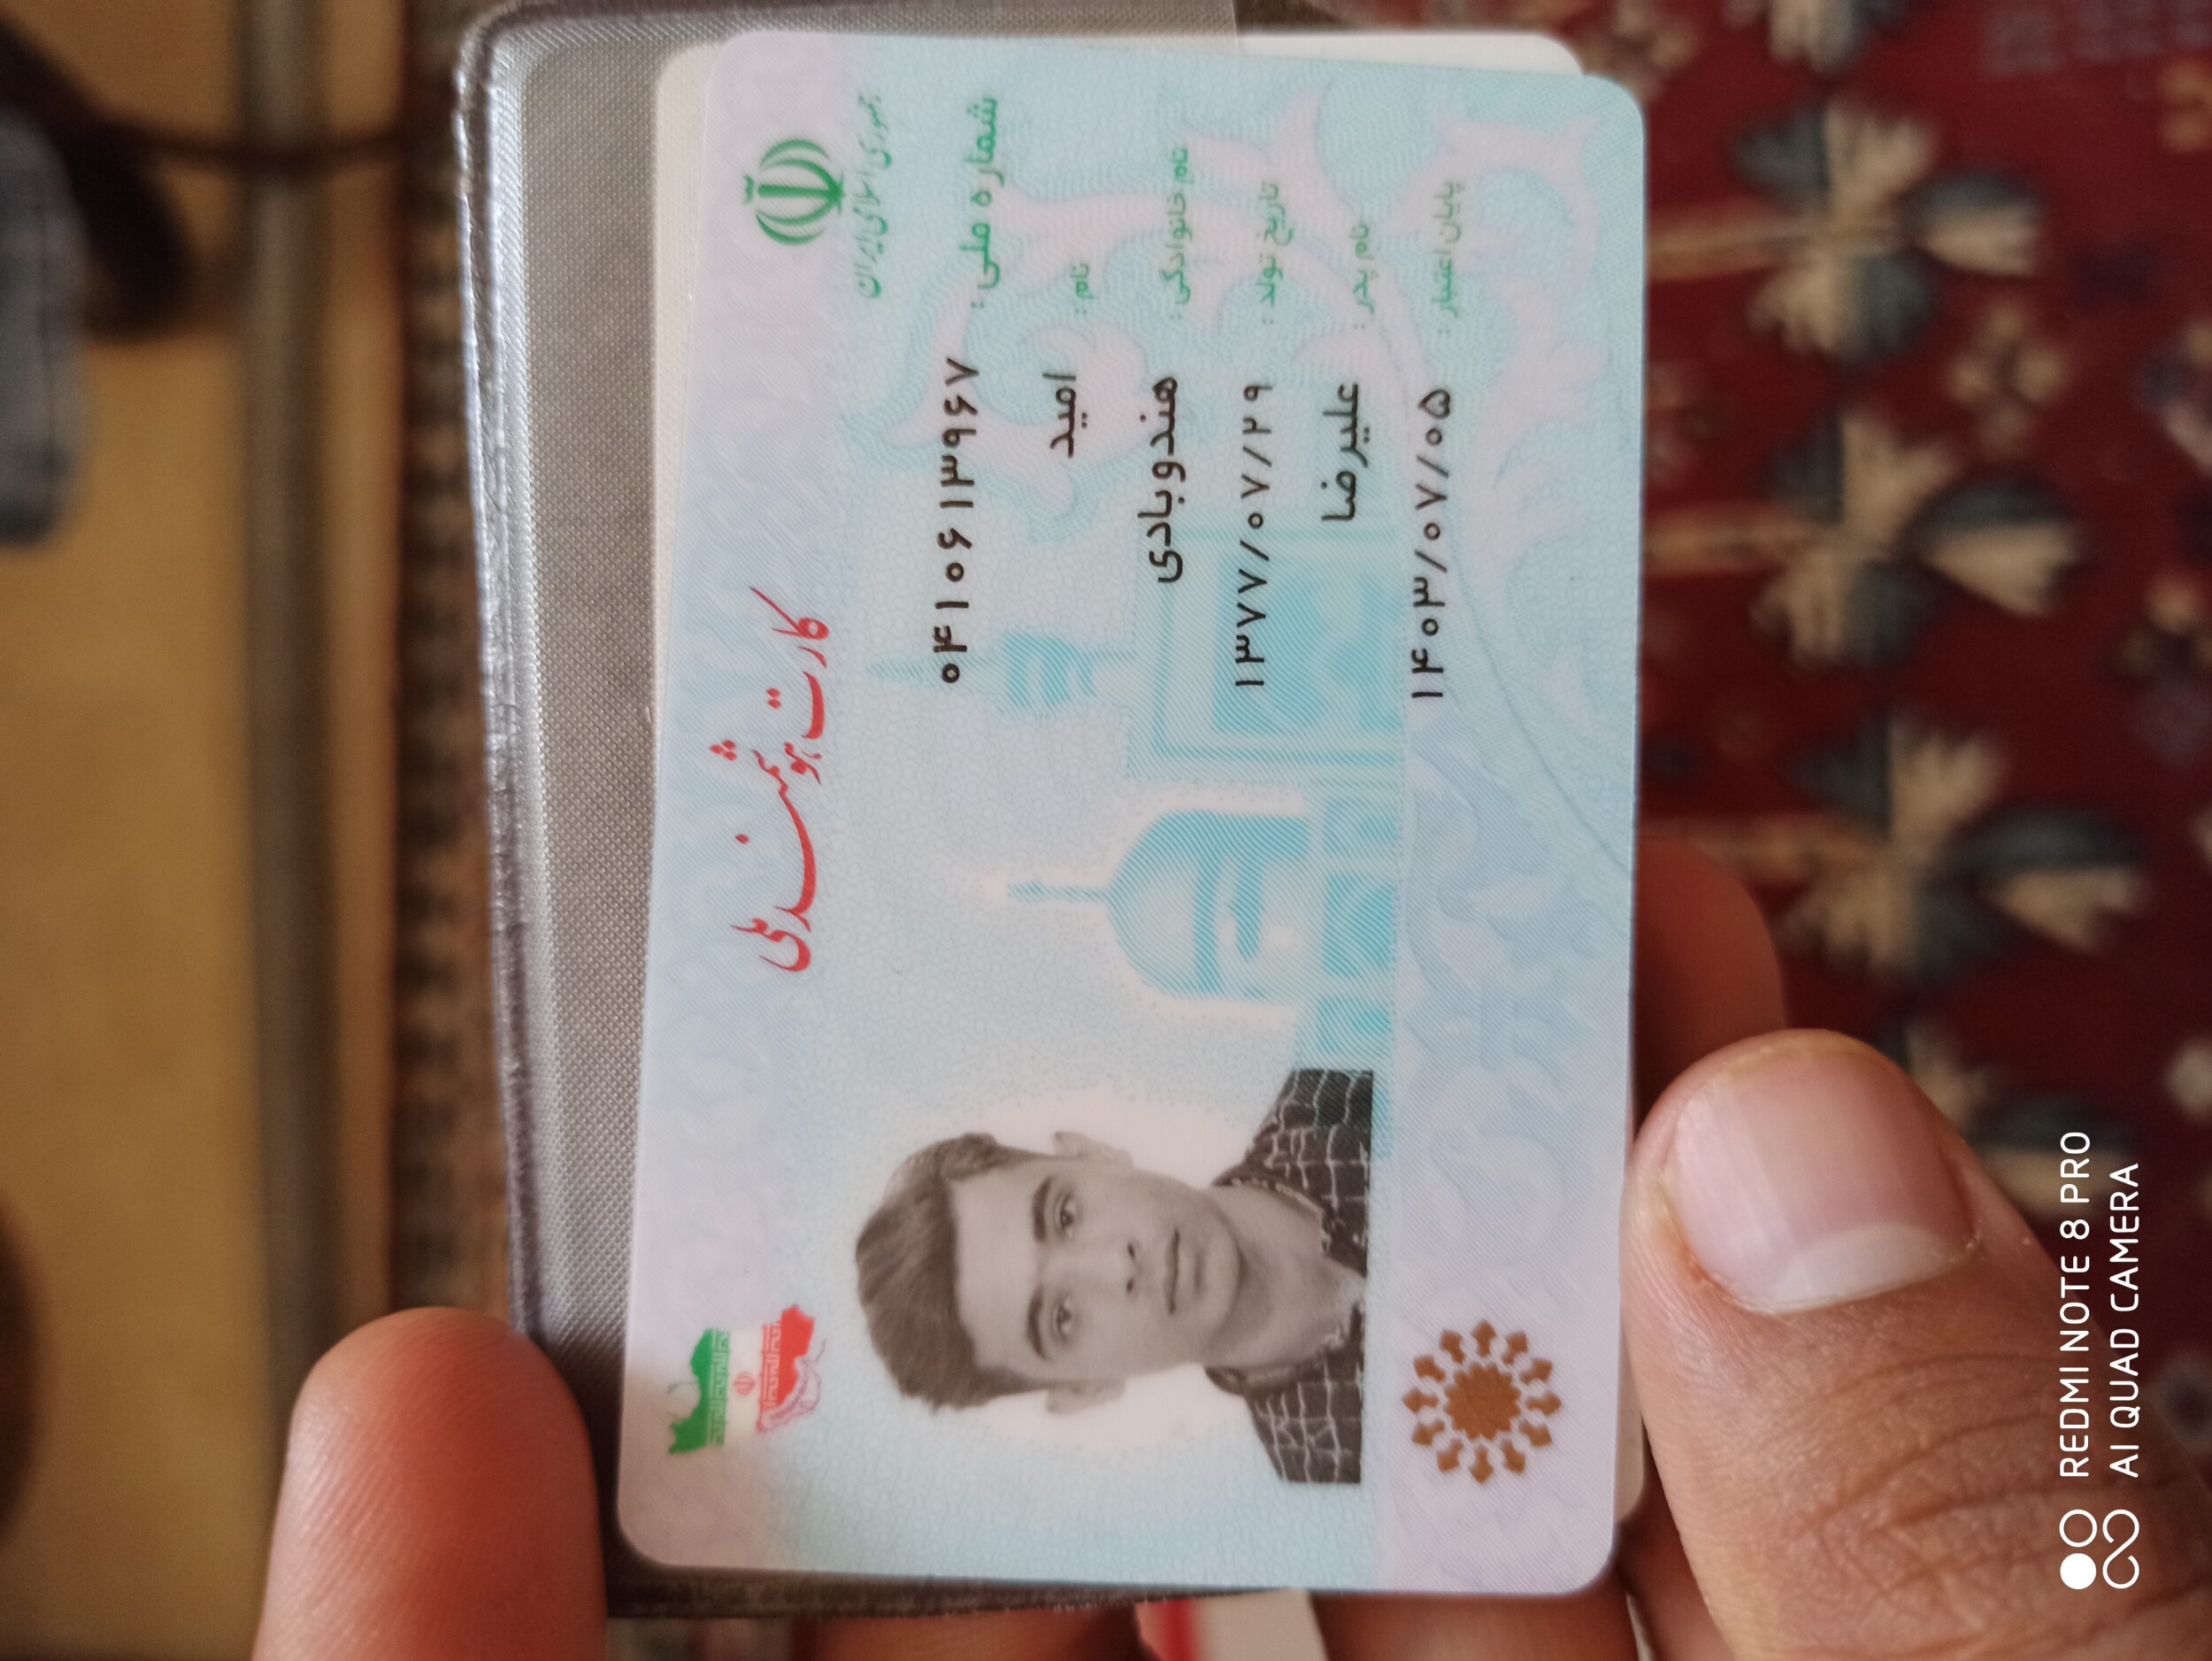 جمهوری اسلامی ایران
کارت هوشمند ملی
شماره ملی: ۰۴۱۰۶۱۳۹۶۷
نام: امید
نام خانوادگی: هندوبادی
تاریخ تولد: ۱۳۷۷/۰۷/۲۹
نام پدر: علیرضا
پایان اعتبار: ۱۴۰۳/۰۷/۰۵
REDMI NOTE 8 PRO
AI QUAD CAMERA